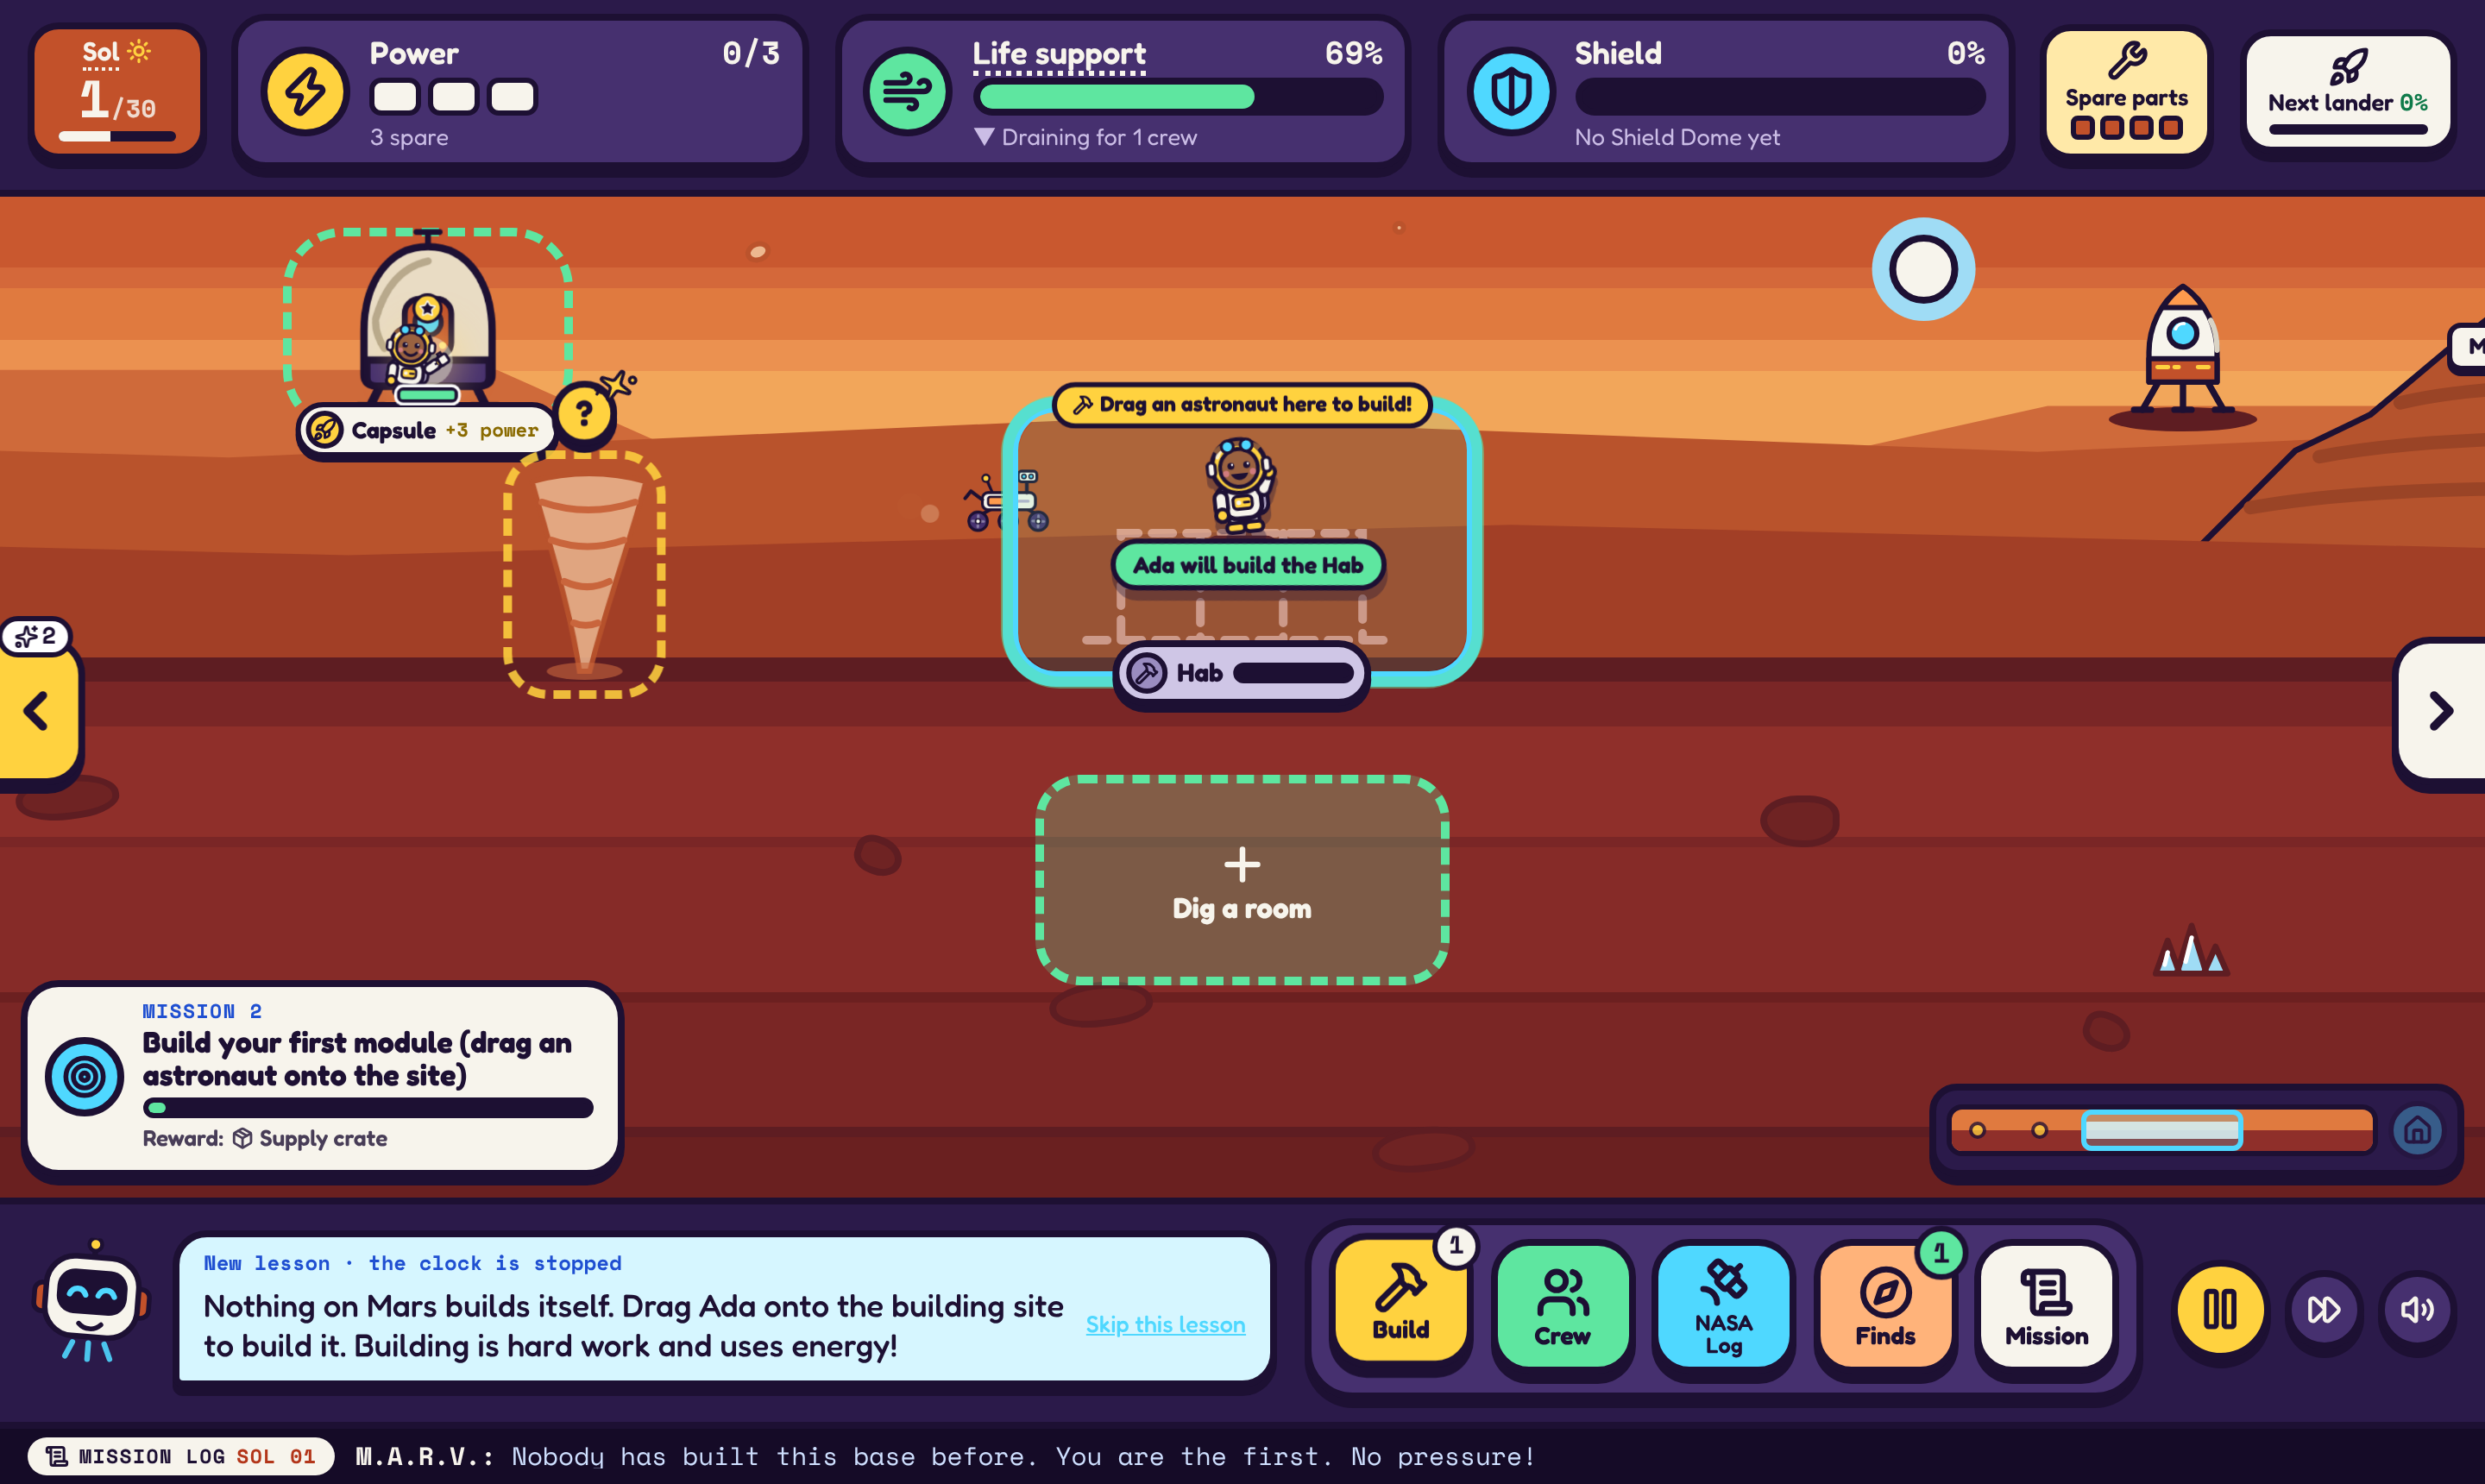 Sol
1/30
Power 0/3
3 spare
Life support 69%
Draining for 1 crew
Shield 0%
No Shield Dome yet
Spare parts
Next lander 0%
Capsule +3 power
?
Drag an astronaut here to build!
Ada will build the Hab
Hab
2
Dig a room
MISSION 2
Build your first module (drag an
astronaut onto the site)
Reward: Supply crate
New lesson · the clock is stopped
Nothing on Mars builds itself. Drag Ada onto the building site
to build it. Building is hard work and uses energy!
Skip this lesson
Build 1
Crew
NASA
Log
Finds 1
Mission
MISSION LOG SOL 01
M.A.R.V.: Nobody has built this base before. You are the first. No pressure!